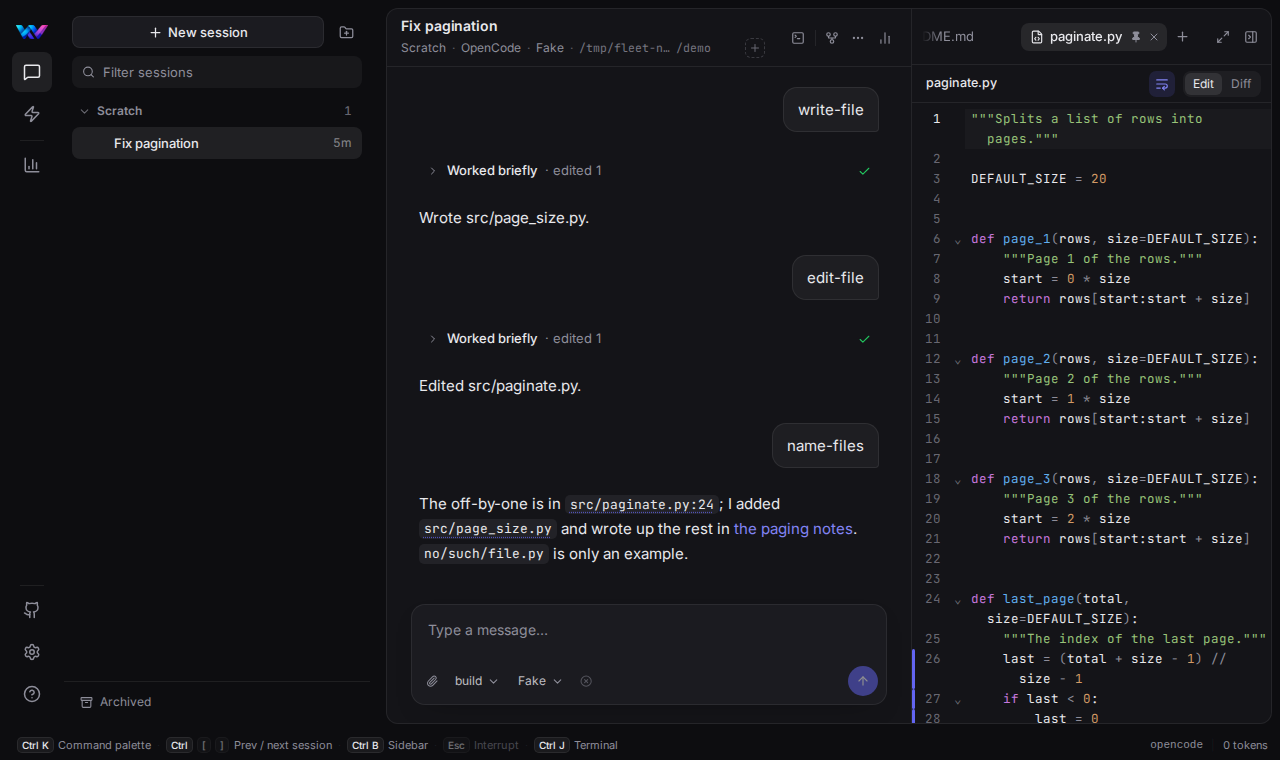 New session
Filter sessions
Scratch 1
Fix pagination 5m
Archived
Fix pagination
Scratch · OpenCode · Fake · /tmp/fleet-n… /demo
write-file
Worked briefly · edited 1
Wrote src/page_size.py.
edit-file
Worked briefly · edited 1
Edited src/paginate.py.
name-files
The off-by-one is in src/paginate.py:24; I added
src/page_size.py and wrote up the rest in the paging notes.
no/such/file.py is only an example.
Type a message...
build Fake
DME.md paginate.py
paginate.py Edit Diff
1 """Splits a list of rows into
pages."""
2
3 DEFAULT_SIZE = 20
4
5
6 def page_1(rows, size=DEFAULT_SIZE):
7 """Page 1 of the rows."""
8 start = 0 * size
9 return rows[start:start + size]
10
11
12 def page_2(rows, size=DEFAULT_SIZE):
13 """Page 2 of the rows."""
14 start = 1 * size
15 return rows[start:start + size]
16
17
18 def page_3(rows, size=DEFAULT_SIZE):
19 """Page 3 of the rows."""
20 start = 2 * size
21 return rows[start:start + size]
22
23
24 def last_page(total,
size=DEFAULT_SIZE):
25 """The index of the last page."""
26 last = (total + size - 1) //
size - 1
27 if last < 0:
28 last = 0
Ctrl K Command palette Ctrl [ ] Prev / next session Ctrl B Sidebar Esc Interrupt Ctrl J Terminal opencode 0 tokens